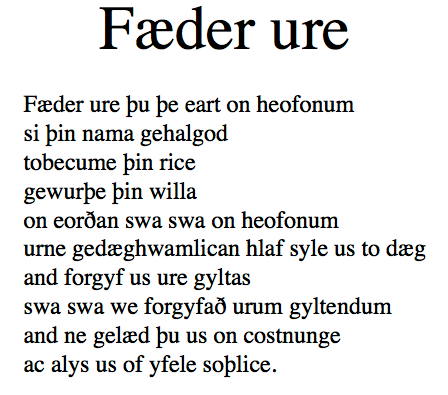 Fæder ure
Fæder ure þu þe eart on heofonum
si þin nama gehalgod
tobecume þin rice
gewurþe þin willa
on eorðan swa swa on heofonum
urne gedæghwamlican hlaf syle us to dæg
and forgyf us ure gyltas
swa swa we forgyfað urum gyltendum
and ne gelæd þu us on costnunge
ac alys us of yfele soþlice.